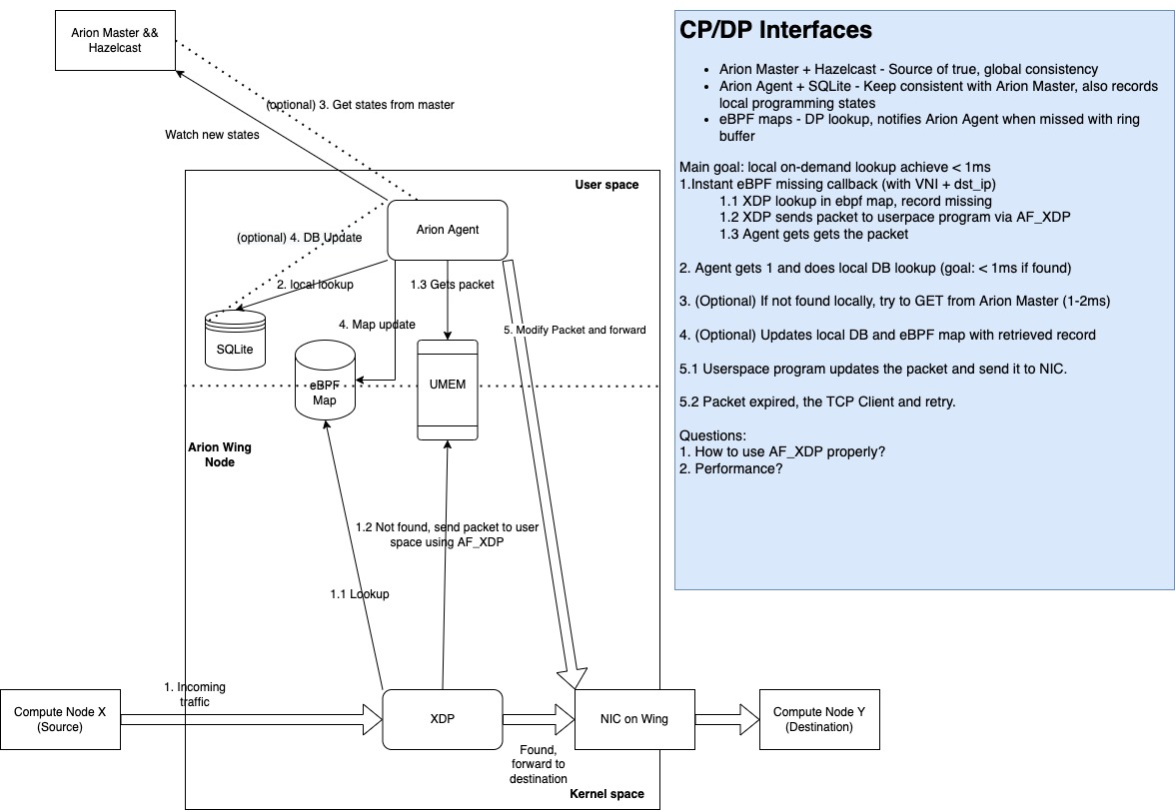 Arion Master &&
Hazelcast
(optional) 3. Get states from master
Watch new states
User space
Arion Agent
(optional) 4. DB Update
2. local lookup
1.3 Gets packet
4. Map update
5. Modify Packet and forward
SQLite
eBPF
Map
UMEM
Arion Wing
Node
1.2 Not found, send packet to user
space using AF_XDP
1.1 Lookup
1. Incoming
traffic
Compute Node X
(Source)
XDP
NIC on Wing
Compute Node Y
(Destination)
Found,
forward to
destination
Kernel space
CP/DP Interfaces
• Arion Master + Hazelcast - Source of true, global consistency
• Arion Agent + SQLite - Keep consistent with Arion Master, also records
local programming states
• eBPF maps - DP lookup, notifies Arion Agent when missed with ring
buffer
Main goal: local on-demand lookup achieve < 1ms
1.Instant eBPF missing callback (with VNI + dst_ip)
1.1 XDP lookup in ebpf map, record missing
1.2 XDP sends packet to userpace program via AF_XDP
1.3 Agent gets gets the packet
2. Agent gets 1 and does local DB lookup (goal: < 1ms if found)
3. (Optional) If not found locally, try to GET from Arion Master (1-2ms)
4. (Optional) Updates local DB and eBPF map with retrieved record
5.1 Userspace program updates the packet and send it to NIC.
5.2 Packet expired, the TCP Client and retry.
Questions:
1. How to use AF_XDP properly?
2. Performance?